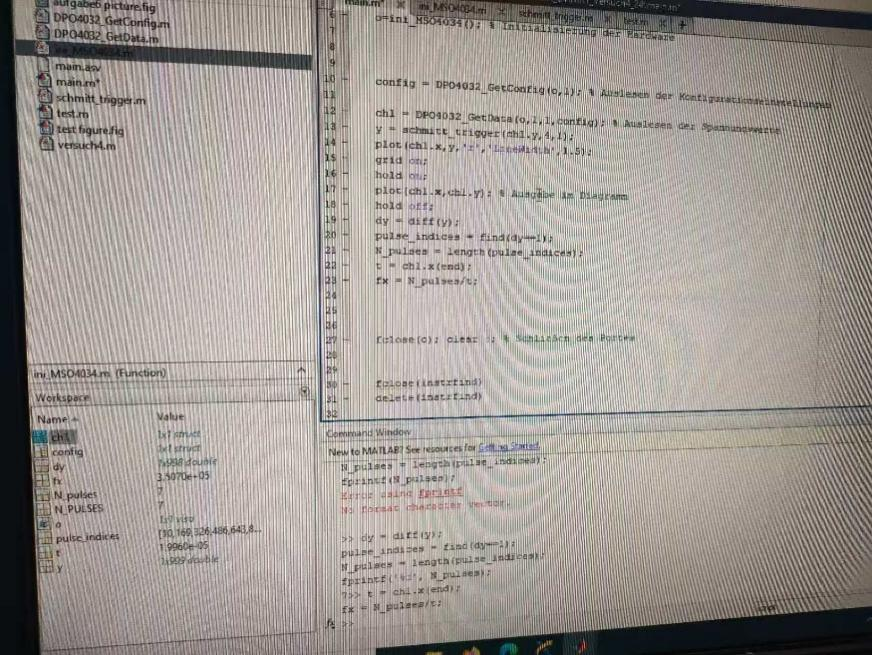 aufgabe6 picture.fig
DPO4032_GetConfig.m
DPO4032_GetData.m
ini_MSO4034.m
main.asv
main.m*
schmitt_trigger.m
test.m
test figure.fig
versuch4.m
ini_MSO4034.m (Function)
Workspace
Name Value
ch1 1x1 struct
config 1x1 struct
dy 1x998 double
fx 3.5070e+05
N_pulses 7
N_PULSES 7
o 1x1 visa
pulse_indices [10,169,326,486,643,8...
t 1.9960e-05
y 1x999 double
main.m* ini_MSO4034.m schmitt_trigger.m test.m +
6 o=ini_MSO4034(); % Initialisierung der Hardware
7
8
9
10 config = DPO4032_GetConfig(o,1); % Auslesen der Konfigurationseinstellungen
11
12 ch1 = DPO4032_GetData(o,1,1,config); % Auslesen der Spannungswerte
13 y = schmitt_trigger(ch1.y,4,1);
14 plot(ch1.x,y,'r','LineWidth',1.5);
15 grid on;
16 hold on;
17 plot(ch1.x,ch1.y); % Ausgabe im Diagramm
18 hold off;
19 dy = diff(y);
20 pulse_indices = find(dy==1);
21 N_pulses = length(pulse_indices);
22 t = ch1.x(end);
23 fx = N_pulses/t;
24
25
26
27 fclose(o); clear o; % Schließen des Portes
28
29
30 fclose(instrfind)
31 delete(instrfind)
32
Command Window
New to MATLAB? See resources for Getting Started.
N_pulses = length(pulse_indices);
fprintf(N_pulses);
Error using fprintf
No format character vector.
>> dy = diff(y);
pulse_indices = find(dy==1);
N_pulses = length(pulse_indices);
fprintf('%d', N_pulses);
7>> t = ch1.x(end);
fx = N_pulses/t;
fx >>